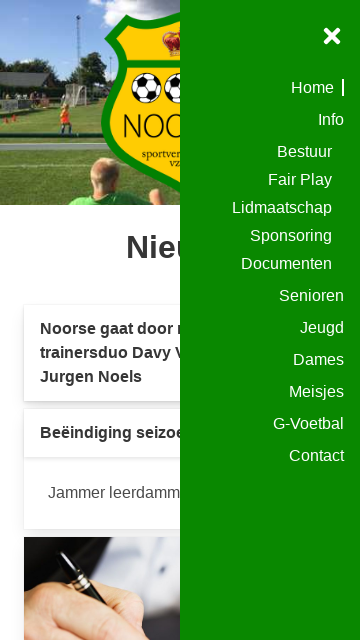 NOO
sportver
vz
Home
Info
Bestuur
Fair Play
Lidmaatschap
Sponsoring
Documenten
Senioren
Jeugd
Dames
Meisjes
G-Voetbal
Contact
Noorse gaat door
trainersduo Davy
Jurgen Noels
Beëindiging seizoe
Jammer leerdamm